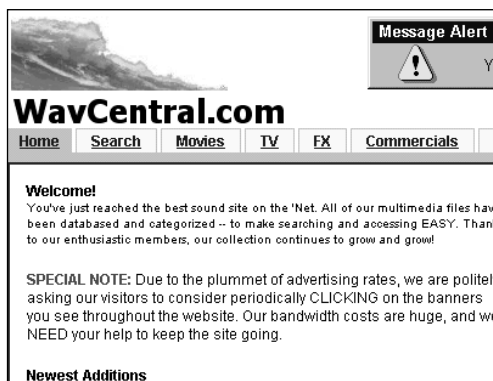 Message Alert
Y
WavCentral.com
Home Search Movies TV FX Commercials
Welcome!
You've just reached the best sound site on the 'Net. All of our multimedia files hav
been databased and categorized -- to make searching and accessing EASY. Than
to our enthusiastic members, our collection continues to grow and grow!
SPECIAL NOTE: Due to the plummet of advertising rates, we are politel
asking our visitors to consider periodically CLICKING on the banners
you see throughout the website. Our bandwidth costs are huge, and we
NEED your help to keep the site going.
Newest Additions